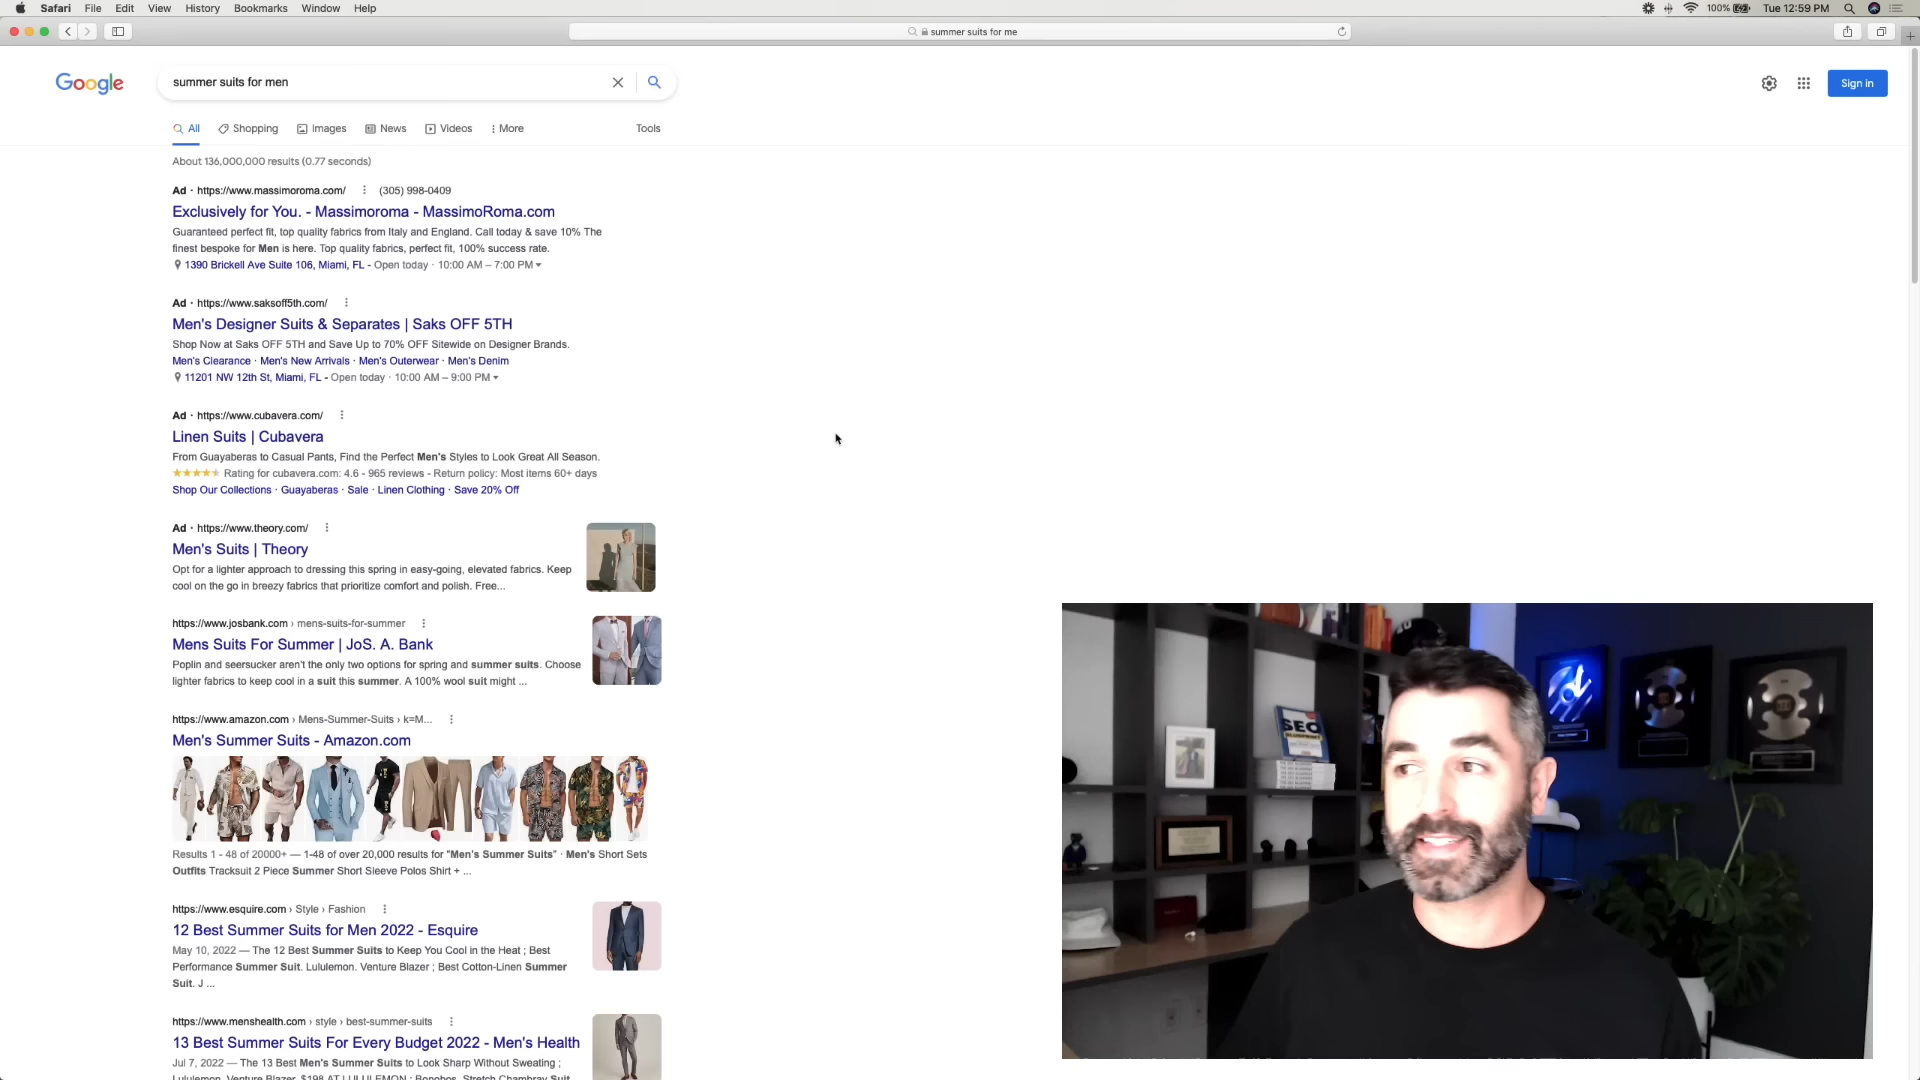 Safari File Edit View History Bookmarks Window Help
100% Tue 12:59 PM
summer suits for me
Google
summer suits for men
Sign in
All Shopping Images News Videos More Tools
About 136,000,000 results (0.77 seconds)
Ad · https://www.massimoroma.com/ (305) 998-0409
Exclusively for You. - Massimoroma - MassimoRoma.com
Guaranteed perfect fit, top quality fabrics from Italy and England. Call today & save 10% The
finest bespoke for Men is here. Top quality fabrics, perfect fit, 100% success rate.
1390 Brickell Ave Suite 106, Miami, FL - Open today · 10:00 AM – 7:00 PM
Ad · https://www.saksoff5th.com/
Men's Designer Suits & Separates | Saks OFF 5TH
Shop Now at Saks OFF 5TH and Save Up to 70% OFF Sitewide on Designer Brands.
Men's Clearance · Men's New Arrivals · Men's Outerwear · Men's Denim
11201 NW 12th St, Miami, FL - Open today · 10:00 AM – 9:00 PM
Ad · https://www.cubavera.com/
Linen Suits | Cubavera
From Guayaberas to Casual Pants, Find the Perfect Men's Styles to Look Great All Season.
Rating for cubavera.com: 4.6 - 965 reviews - Return policy: Most items 60+ days
Shop Our Collections · Guayaberas · Sale · Linen Clothing · Save 20% Off
Ad · https://www.theory.com/
Men's Suits | Theory
Opt for a lighter approach to dressing this spring in easy-going, elevated fabrics. Keep
cool on the go in breezy fabrics that prioritize comfort and polish. Free...
https://www.josbank.com › mens-suits-for-summer
Mens Suits For Summer | JoS. A. Bank
Poplin and seersucker aren't the only two options for spring and summer suits. Choose
lighter fabrics to keep cool in a suit this summer. A 100% wool suit might ...
https://www.amazon.com › Mens-Summer-Suits › k=M...
Men's Summer Suits - Amazon.com
Results 1 - 48 of 20000+ — 1-48 of over 20,000 results for "Men's Summer Suits" · Men's Short Sets
Outfits Tracksuit 2 Piece Summer Short Sleeve Polos Shirt + ...
https://www.esquire.com › Style › Fashion
12 Best Summer Suits for Men 2022 - Esquire
May 10, 2022 — The 12 Best Summer Suits to Keep You Cool in the Heat ; Best
Performance Summer Suit. Lululemon. Venture Blazer ; Best Cotton-Linen Summer
Suit. J ...
https://www.menshealth.com › style › best-summer-suits
13 Best Summer Suits For Every Budget 2022 - Men's Health
Jul 7, 2022 — The 13 Best Men's Summer Suits to Look Sharp Without Sweating ;
Lululemon. Venture Blazer. $198 AT LULULEMON ; Bonobos. Stretch Chambray Suit
SEO